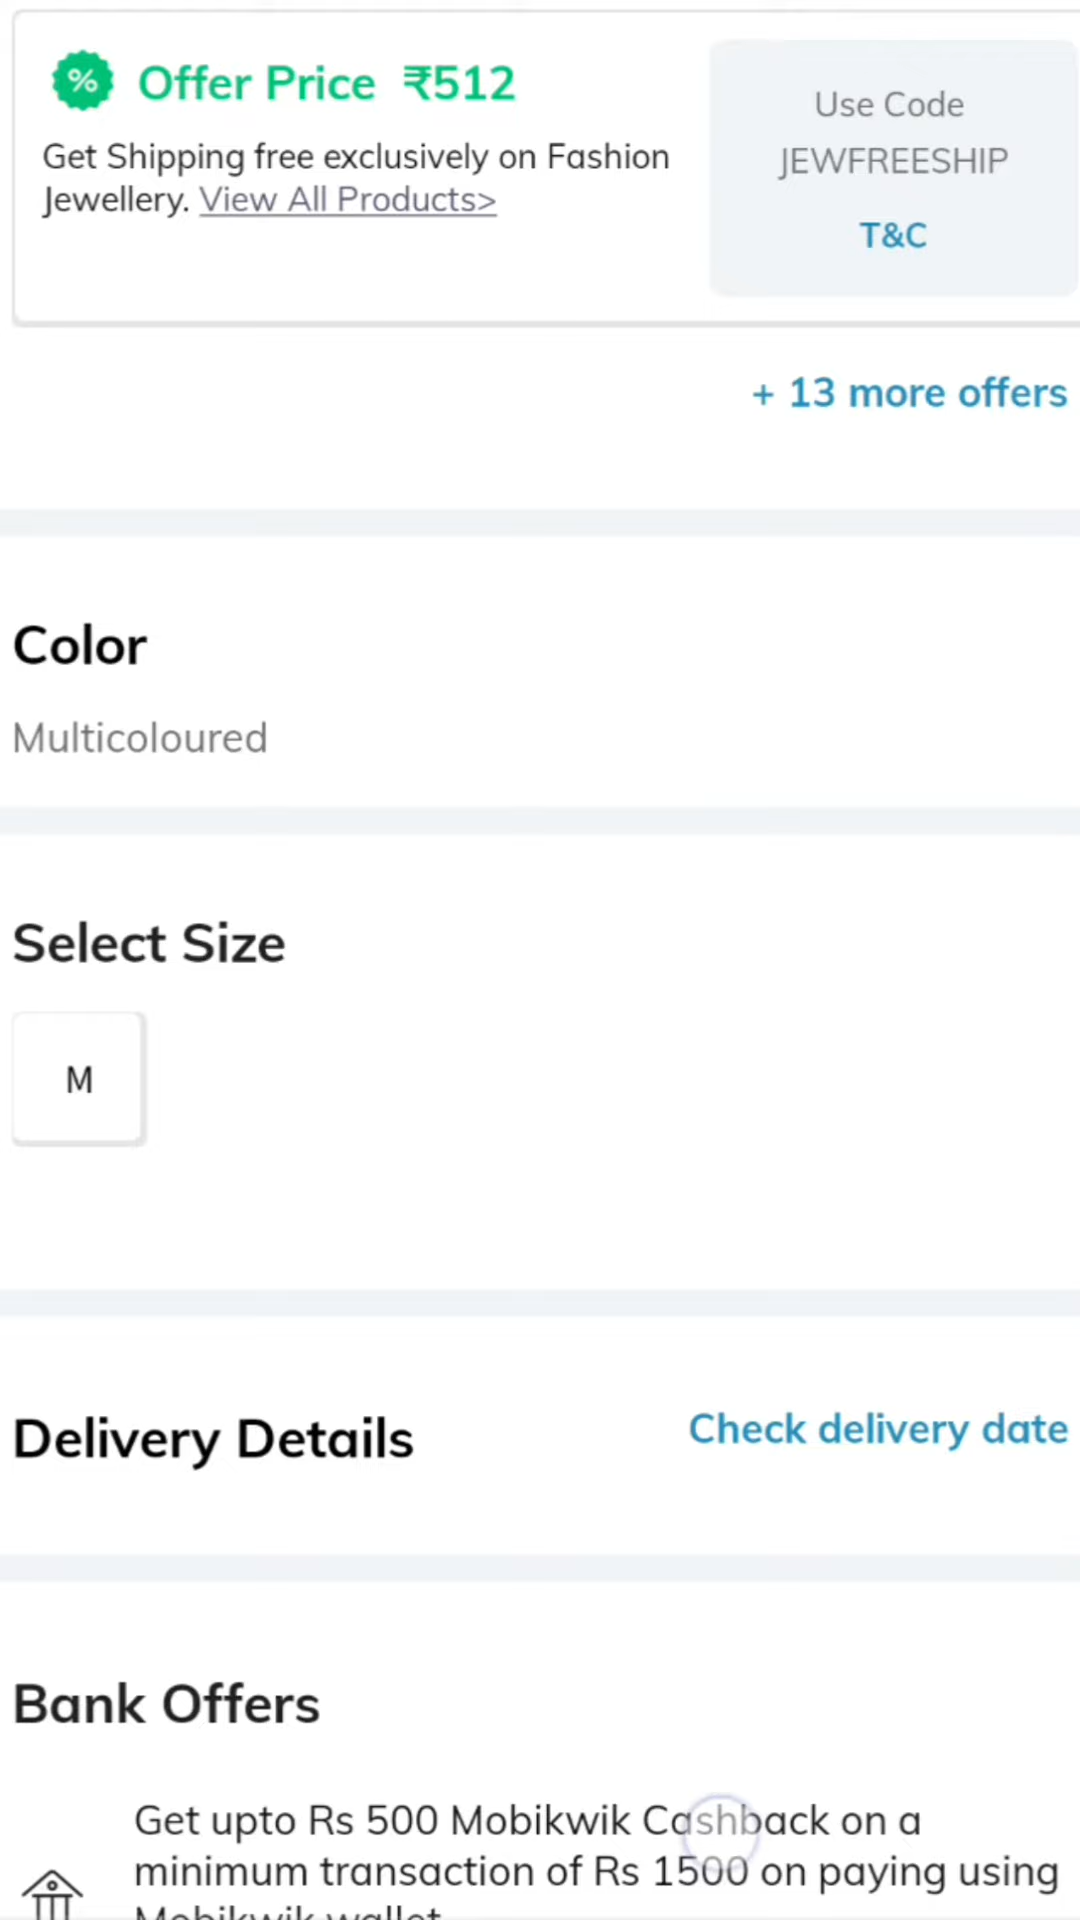 % Offer Price ₹512
Get Shipping free exclusively on Fashion
Jewellery. View All Products>
Use Code
JEWFREESHIP
T&C
+ 13 more offers
Color
Multicoloured
Select Size
M
Delivery Details
Check delivery date
Bank Offers
Get upto Rs 500 Mobikwik Cashback on a
minimum transaction of Rs 1500 on paying using
Mobikwik wallet